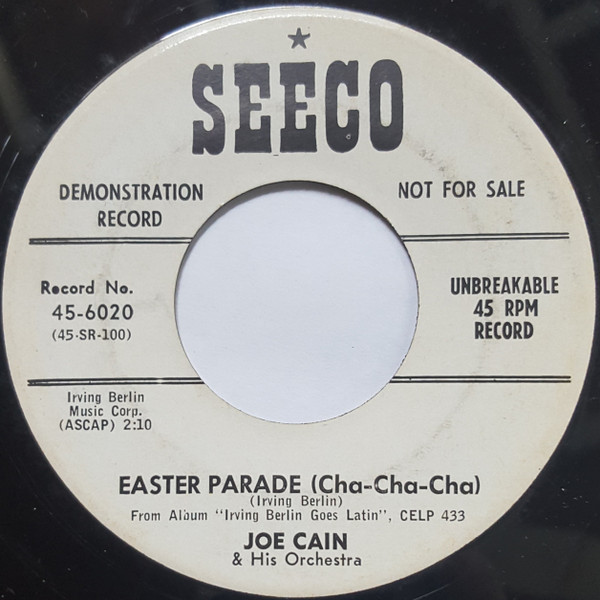 SEECO
DEMONSTRATION
RECORD
NOT FOR SALE
Record No.
45-6020
(45-SR-100)
UNBREAKABLE
45 RPM
RECORD
Irving Berlin
Music Corp.
(ASCAP) 2:10
EASTER PARADE (Cha-Cha-Cha)
(Irving Berlin)
From Album "Irving Berlin Goes Latin", CELP 433
JOE CAIN
& His Orchestra